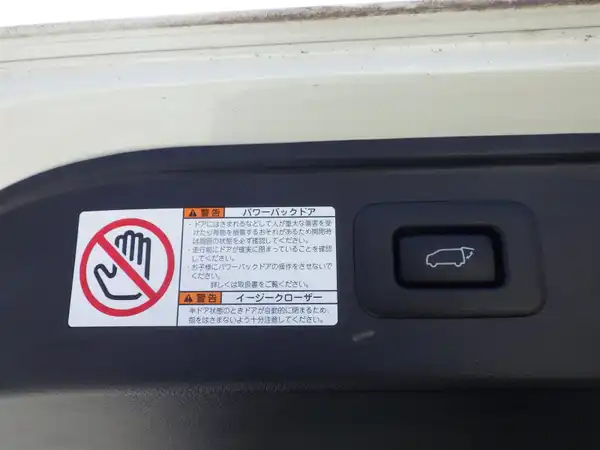 警告 パワーバックドア
・ドアにはさまれるなどして人が重大な傷害を受
けたり荷物を損傷するおそれがあるため開閉時
は周囲の状態を必ず確認してください。
・走行前にドアが確実に閉まっていることを確認
してください。
・お子様にパワーバックドアの操作をさせないで
ください。
詳しくは取扱書をご覧ください。
警告 イージークローザー
半ドア状態のときドアが自動的に閉まるため、
指をはさまないよう十分注意してください。